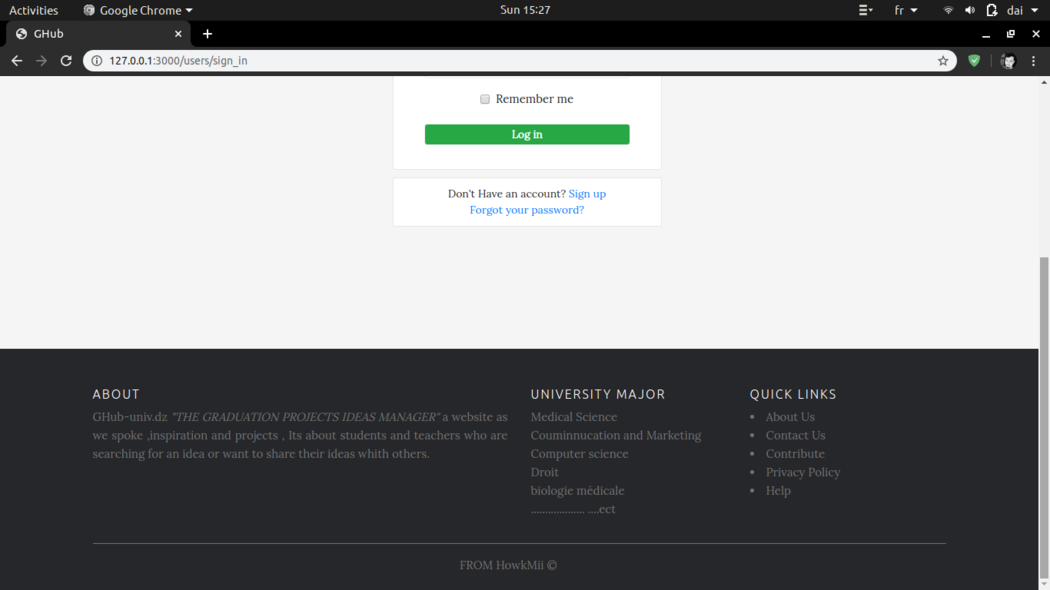 Activities Google Chrome Sun 15:27 fr dai
GHub
127.0.0.1:3000/users/sign_in
Remember me
Log in
Don't Have an account? Sign up
Forgot your password?
ABOUT
GHub-univ.dz "THE GRADUATION PROJECTS IDEAS MANAGER" a website as
we spoke ,inspiration and projects , Its about students and teachers who are
searching for an idea or want to share their ideas whith others.
UNIVERSITY MAJOR
Medical Science
Couminnucation and Marketing
Computer science
Droit
biologie médicale
................... ....ect
QUICK LINKS
About Us
Contact Us
Contribute
Privacy Policy
Help
FROM HowkMii ©